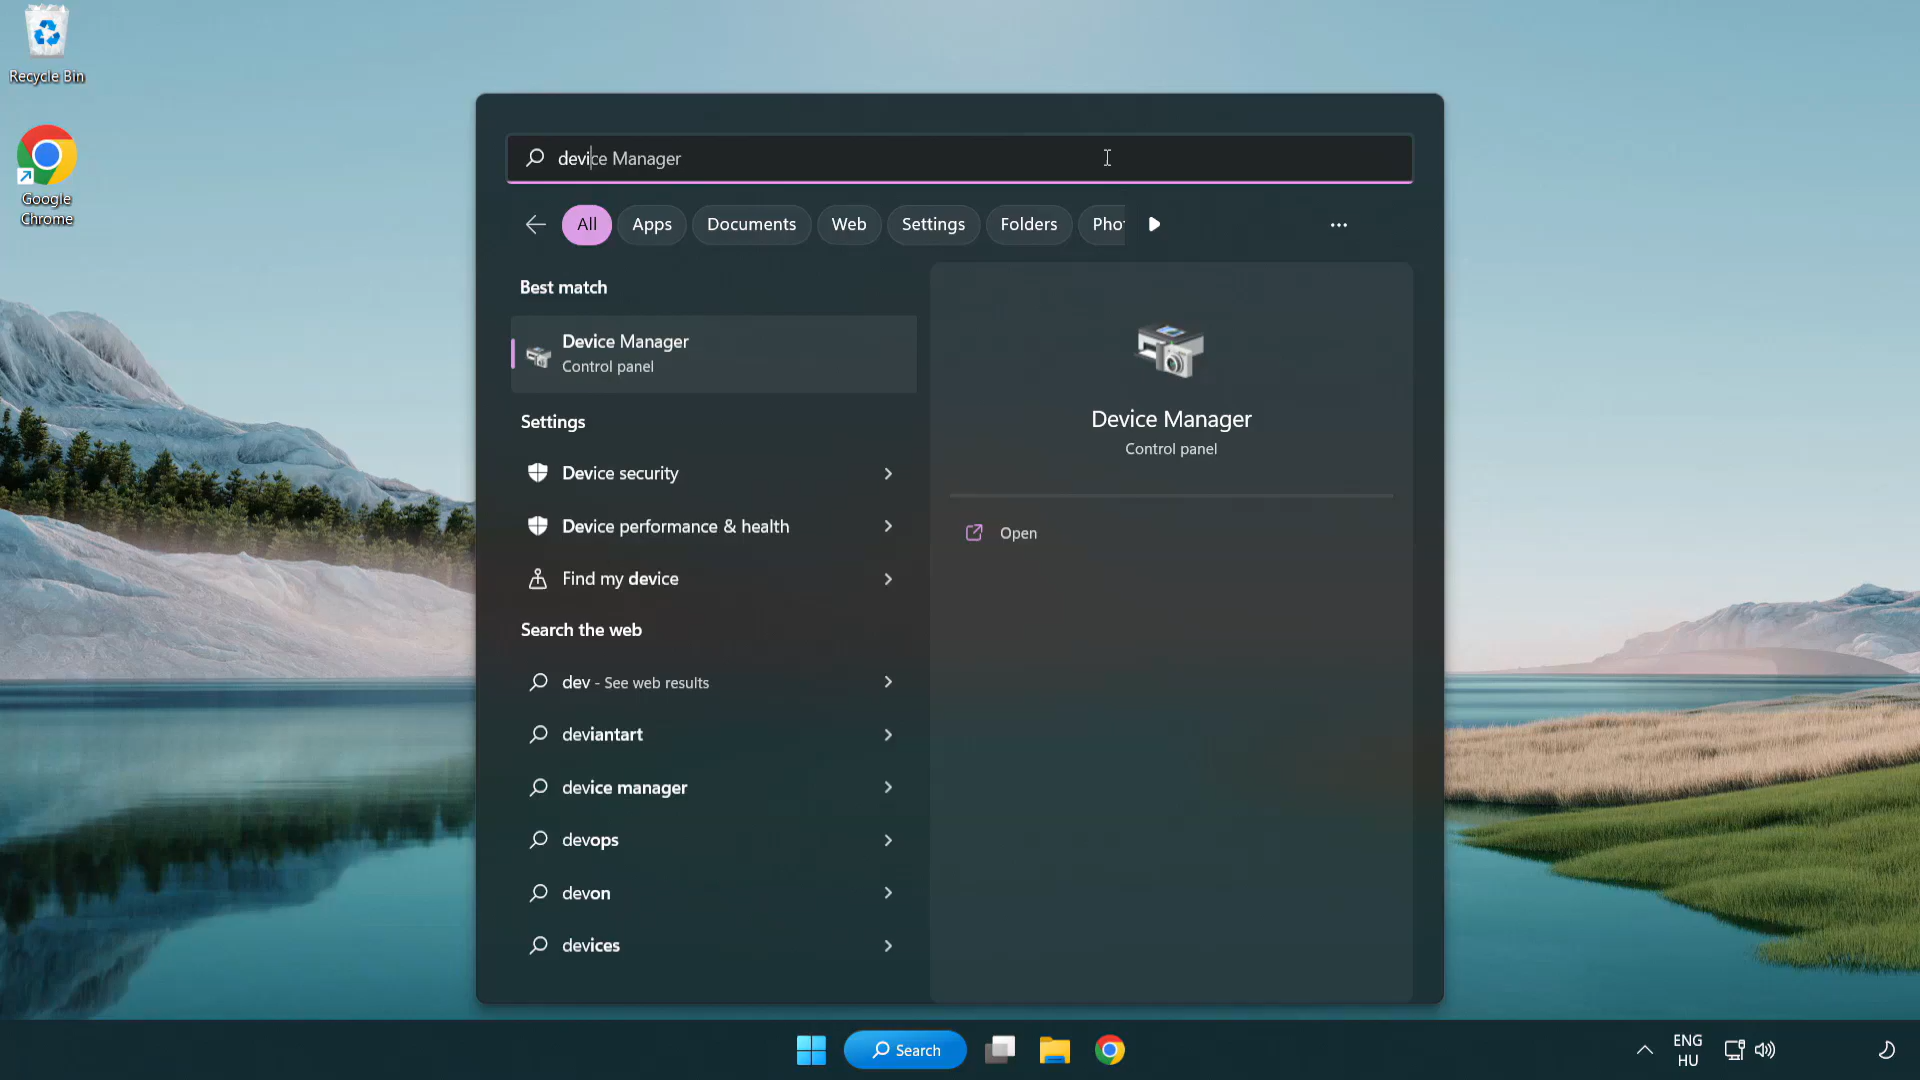 Recycle Bin
Google
Chrome
device Manager
All
Apps
Documents
Web
Settings
Folders
Pho
Best match
Device Manager
Control panel
Settings
Device security
Device performance & health
Find my device
Search the web
dev - See web results
deviantart
device manager
devops
devon
devices
Device Manager
Control panel
Open
Search
ENG
HU